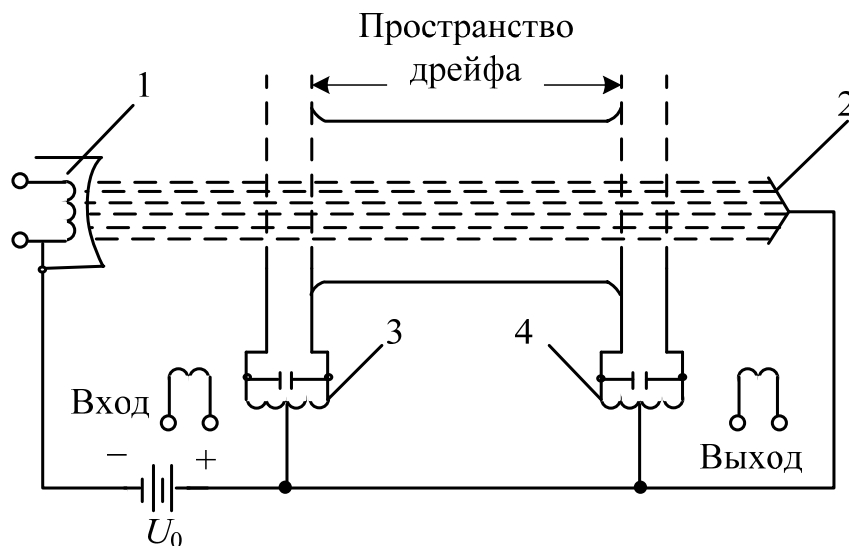 Пространство
дрейфа
1
2
3
4
Вход
Выход
– +
U0